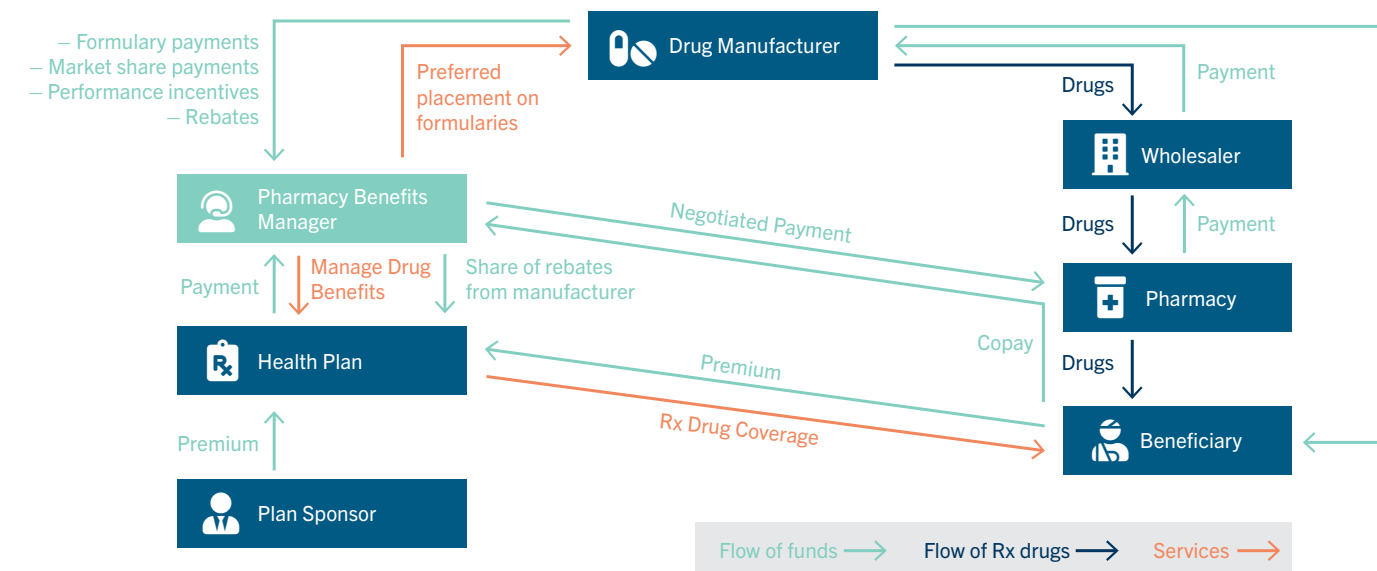 Drug Manufacturer
– Formulary payments
– Market share payments
– Performance incentives
– Rebates
Preferred
placement on
formularies
Payment
Drugs
Wholesaler
Pharmacy Benefits
Manager
Negotiated Payment
Drugs
Payment
Payment
Manage Drug
Benefits
Share of rebates
from manufacturer
Pharmacy
Copay
Rx
Health Plan
Premium
Drugs
Rx Drug Coverage
Premium
Beneficiary
Plan Sponsor
Flow of funds
Flow of Rx drugs
Services